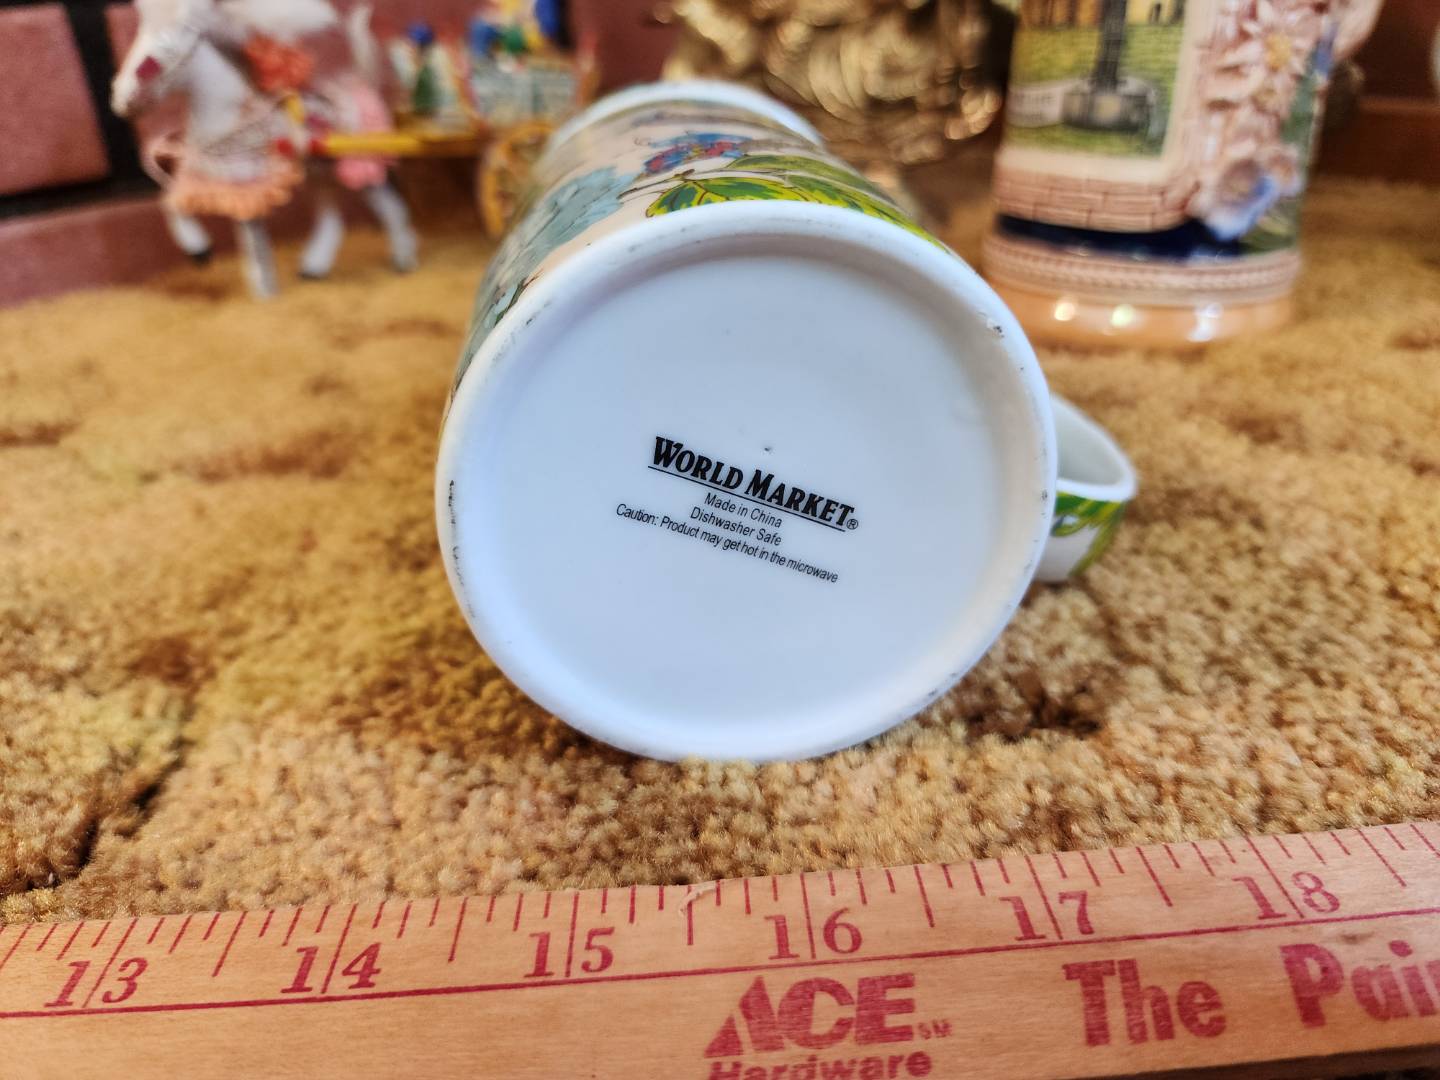 WORLD MARKET®
Made in China
Dishwasher Safe
Caution: Product may get hot in the microwave
13 14 15 16 17 18
ACE SM The Pai
Hardware